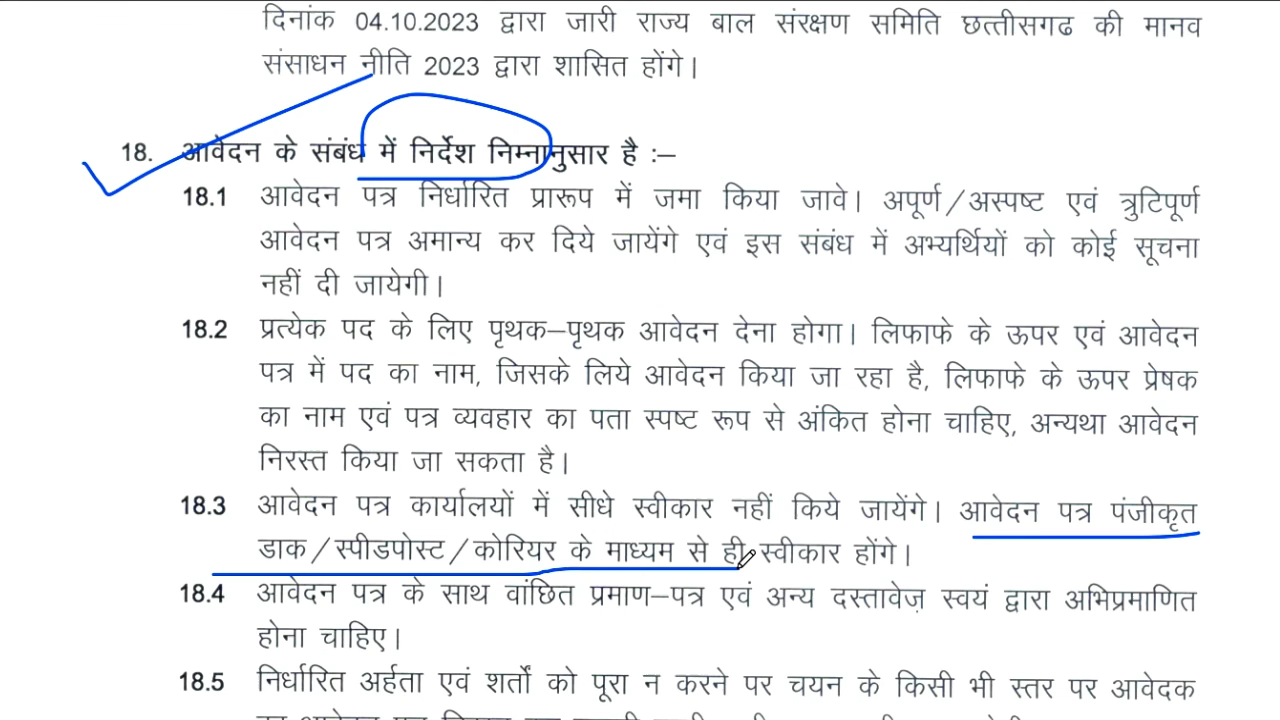 दिनांक 04.10.2023 द्वारा जारी राज्य बाल संरक्षण समिति छत्तीसगढ की मानव
संसाधन नीति 2023 द्वारा शासित होंगे।
18. आवेदन के संबंध में निर्देश निम्नानुसार है :–
18.1 आवेदन पत्र निर्धारित प्रारूप में जमा किया जावे। अपूर्ण/अस्पष्ट एवं त्रुटिपूर्ण
आवेदन पत्र अमान्य कर दिये जायेंगे एवं इस संबंध में अभ्यर्थियों को कोई सूचना
नहीं दी जायेगी।
18.2 प्रत्येक पद के लिए पृथक–पृथक आवेदन देना होगा। लिफाफे के ऊपर एवं आवेदन
पत्र में पद का नाम, जिसके लिये आवेदन किया जा रहा है, लिफाफे के ऊपर प्रेषक
का नाम एवं पत्र व्यवहार का पता स्पष्ट रूप से अंकित होना चाहिए, अन्यथा आवेदन
निरस्त किया जा सकता है।
18.3 आवेदन पत्र कार्यालयों में सीधे स्वीकार नहीं किये जायेंगे। आवेदन पत्र पंजीकृत
डाक/स्पीडपोस्ट/कोरियर के माध्यम से ही स्वीकार होंगे।
18.4 आवेदन पत्र के साथ वांछित प्रमाण–पत्र एवं अन्य दस्तावेज़ स्वयं द्वारा अभिप्रमाणित
होना चाहिए।
18.5 निर्धारित अर्हता एवं शर्तों को पूरा न करने पर चयन के किसी भी स्तर पर आवेदक